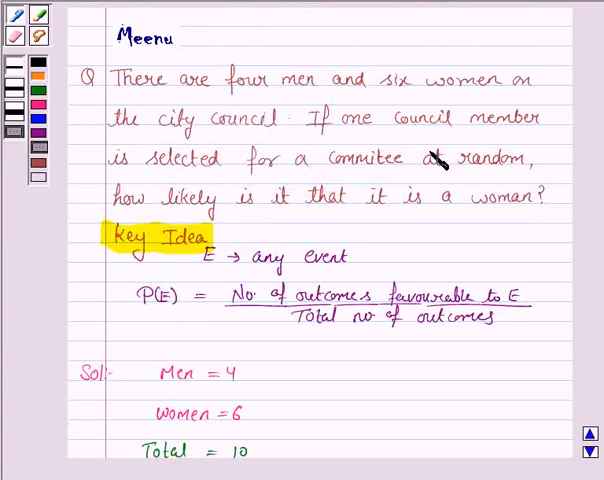 Meenu
Q There are four men and six women on
the city council. If one council member
is selected for a commitee at random,
how likely is it that it is a woman?
Key Idea
E → any event
P(E) = No. of outcomes favourable to E
Total no. of outcomes
Sol:- Men = 4
Women = 6
Total = 10